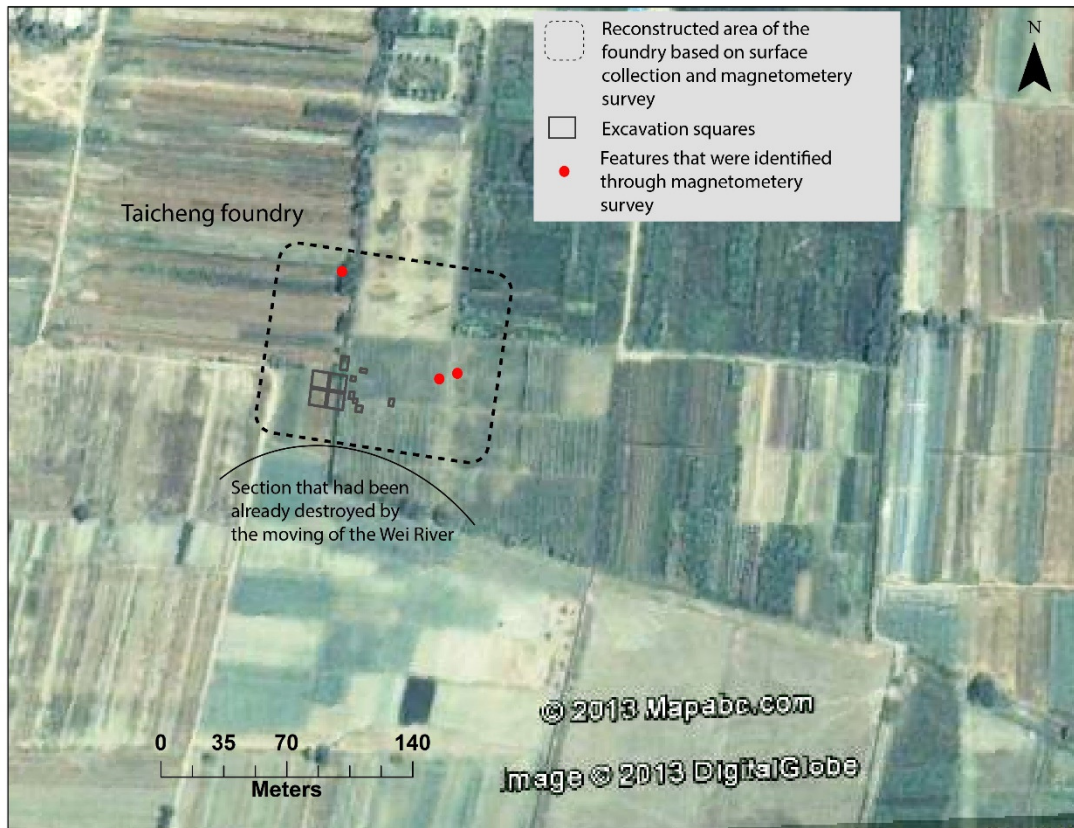 Reconstructed area of the
foundry based on surface
collection and magnetometery
survey
N
Excavation squares
Features that were identified
through magnetometery
survey
Taicheng foundry
Section that had been
already destroyed by
the moving of the Wei River
© 2013 Mapabc.com
0 35 70 140
Meters
Image © 2013 DigitalGlobe